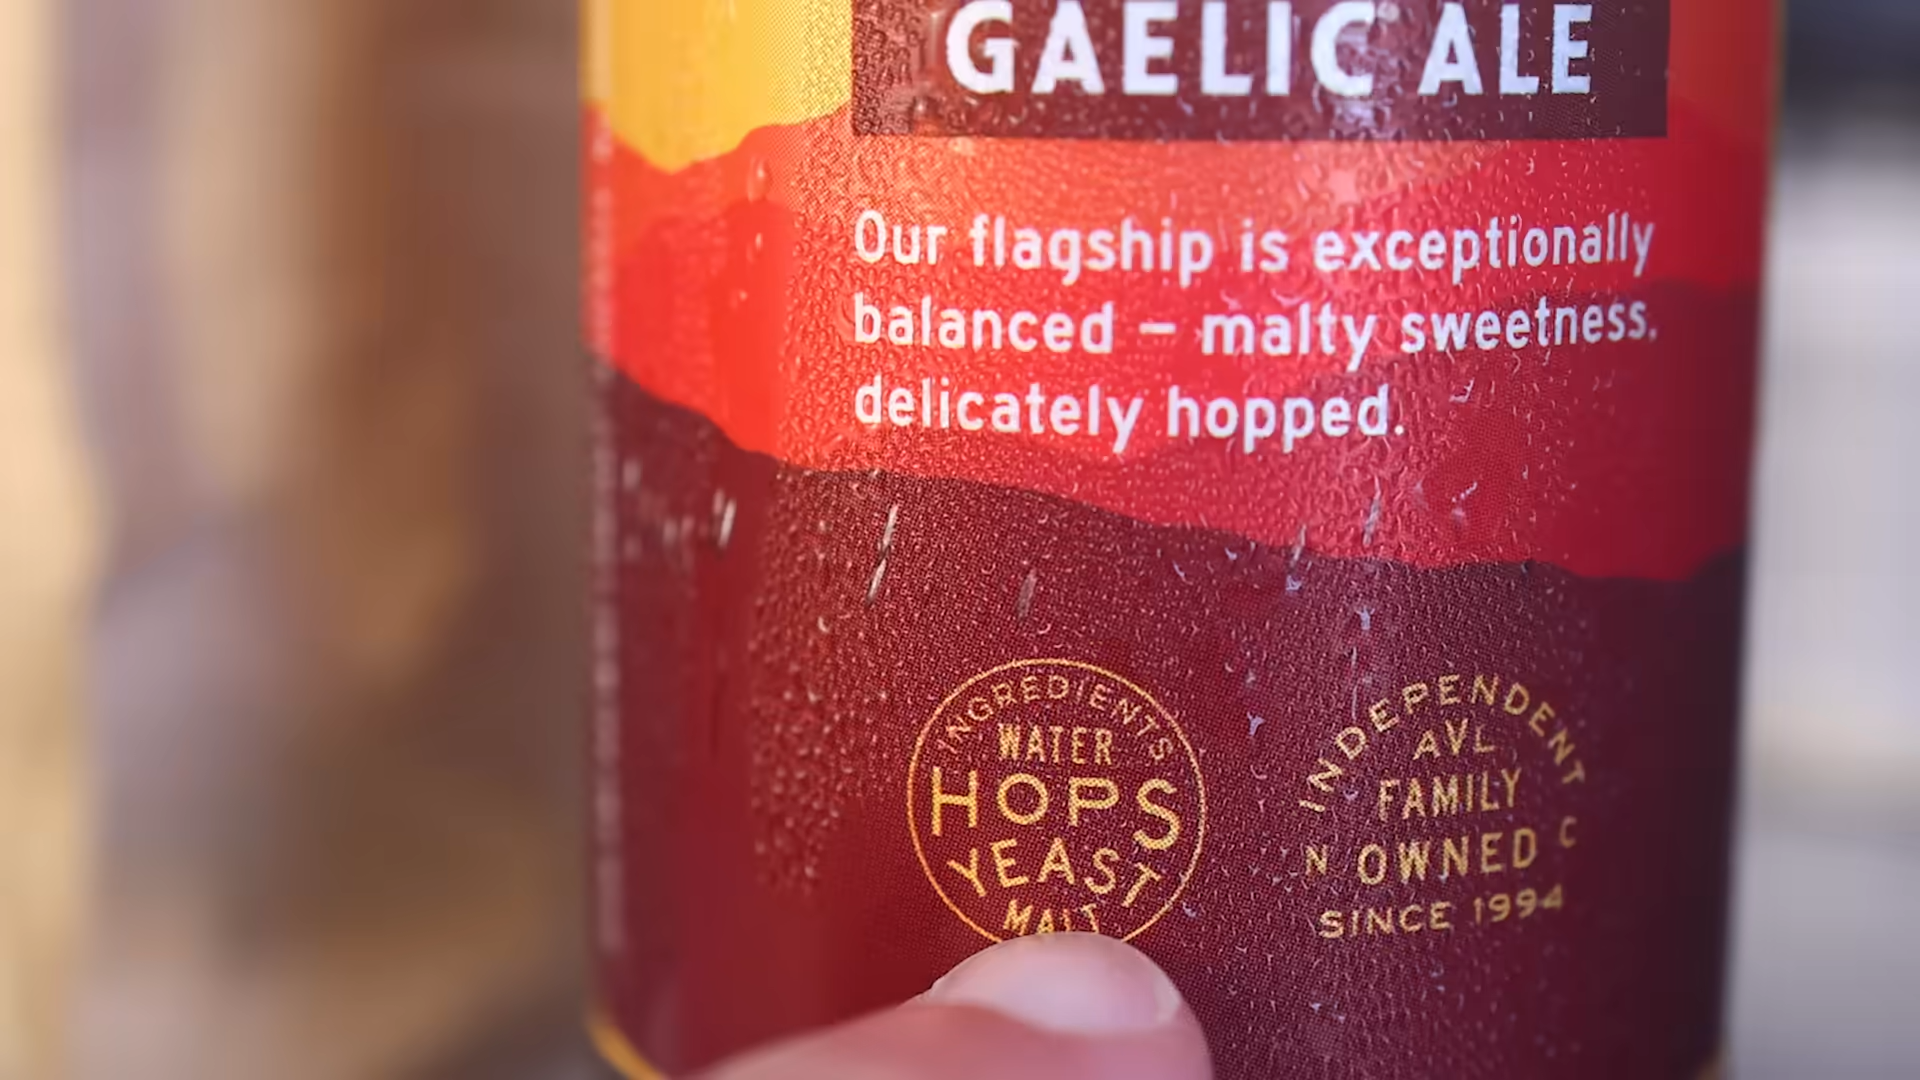 GAELIC ALE
Our flagship is exceptionally
balanced – malty sweetness,
delicately hopped.
INGREDIENTS
WATER
HOPS
YEAST
MALT
INDEPENDENT
AVL
FAMILY
N OWNED C
SINCE 1994